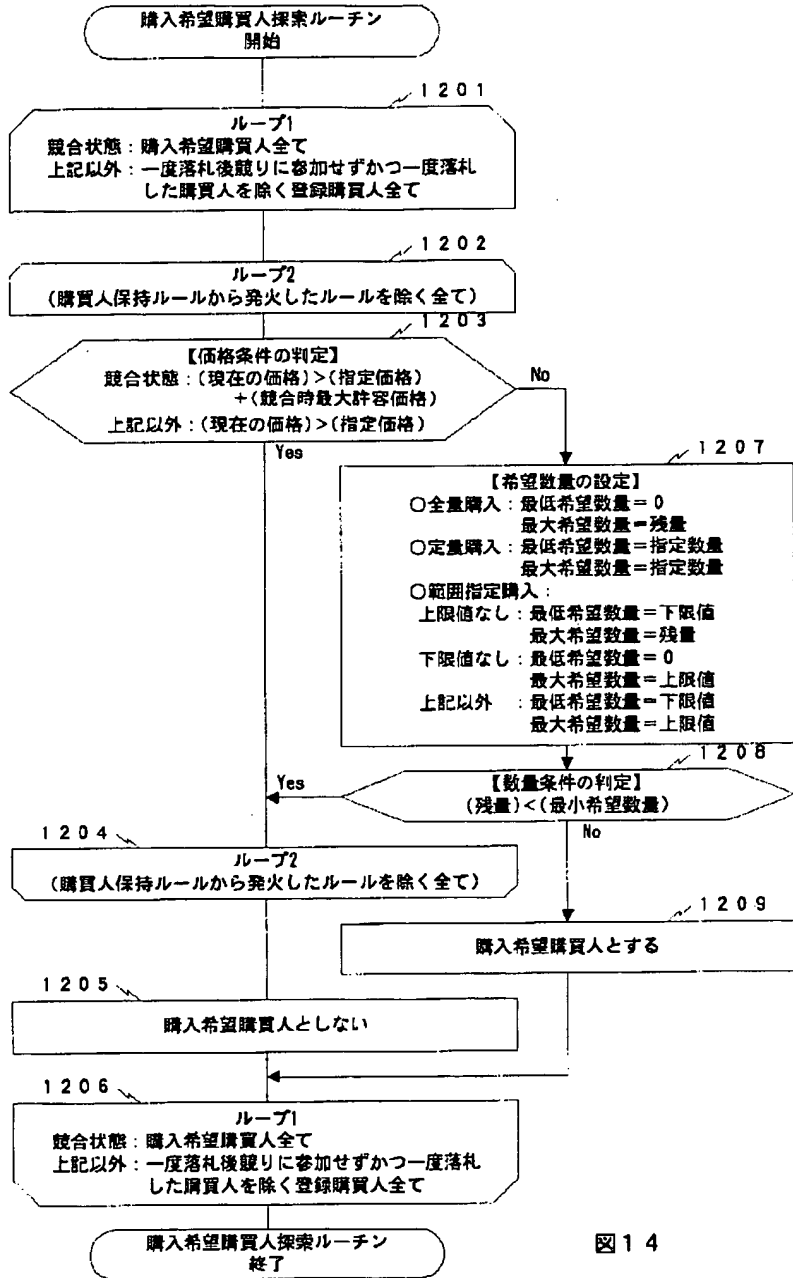 購入希望購買人探索ルーチン
開始
1201
ループ1
競合状態：購入希望購買人全て
上記以外：一度落札後競りに参加せずかつ一度落札
した購買人を除く登録購買人全て
1202
ループ2
（購買人保持ルールから発火したルールを除く全て）
1203
【価格条件の判定】
競合状態：(現在の価格)＞(指定価格)
＋(競合時最大許容価格)
上記以外：(現在の価格)＞(指定価格)
No
Yes
1207
【希望数量の設定】
○全量購入：最低希望数量＝0
最大希望数量＝残量
○定量購入：最低希望数量＝指定数量
最大希望数量＝指定数量
○範囲指定購入：
上限値なし：最低希望数量＝下限値
最大希望数量＝残量
下限値なし：最低希望数量＝0
最大希望数量＝上限値
上記以外　：最低希望数量＝下限値
最大希望数量＝上限値
1208
【数量条件の判定】
(残量)＜(最小希望数量)
Yes
No
1204
ループ2
（購買人保持ルールから発火したルールを除く全て）
1209
購入希望購買人とする
1205
購入希望購買人としない
1206
ループ1
競合状態：購入希望購買人全て
上記以外：一度落札後競りに参加せずかつ一度落札
した購買人を除く登録購買人全て
購入希望購買人探索ルーチン
終了
図14